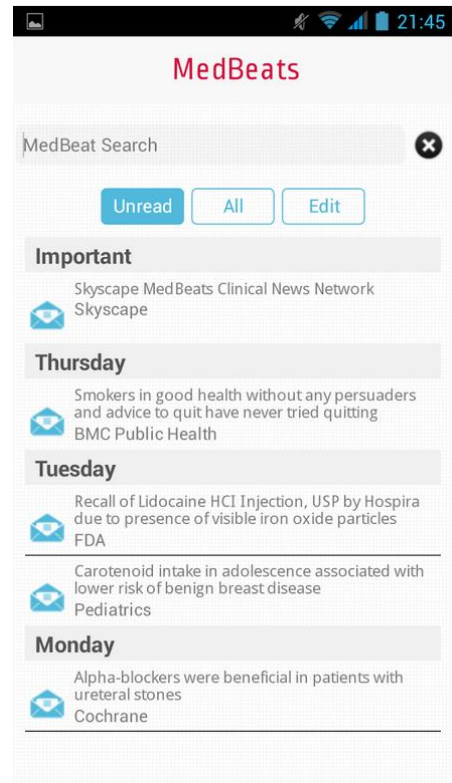 21:45
MedBeats
MedBeat Search
Unread All Edit
Important
Skyscape MedBeats Clinical News Network
Skyscape
Thursday
Smokers in good health without any persuaders
and advice to quit have never tried quitting
BMC Public Health
Tuesday
Recall of Lidocaine HCI Injection, USP by Hospira
due to presence of visible iron oxide particles
FDA
Carotenoid intake in adolescence associated with
lower risk of benign breast disease
Pediatrics
Monday
Alpha-blockers were beneficial in patients with
ureteral stones
Cochrane